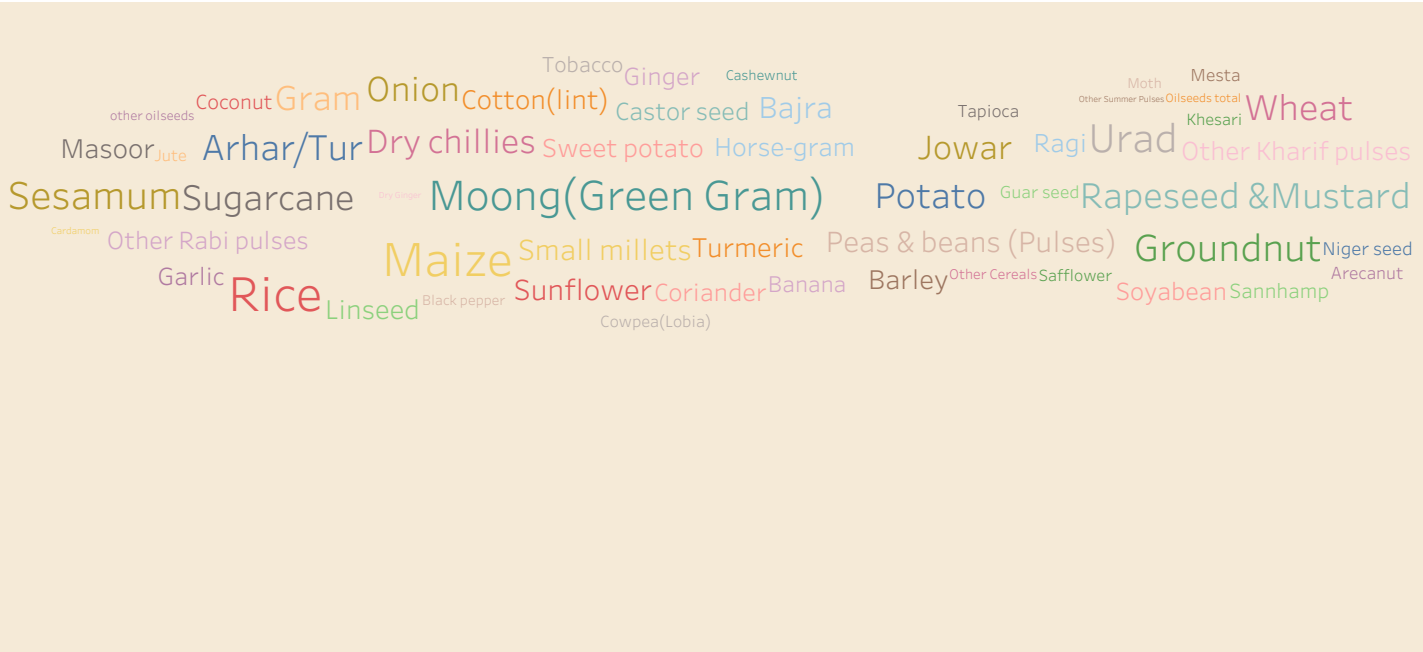 Tobacco
Ginger
Cashewnut
Mesta
Moth
Onion
Gram
Coconut
Cotton(lint)
Other Summer Pulses
Oilseeds total
Wheat
other oilseeds
Castor seed
Bajra
Tapioca
Khesari
Masoor
Jute
Arhar/Tur
Dry chillies
Sweet potato
Horse-gram
Jowar
Ragi
Urad
Other Kharif pulses
Sesamum
Sugarcane
Dry Ginger
Moong(Green Gram)
Potato
Guar seed
Rapeseed &Mustard
Cardamom
Other Rabi pulses
Maize
Small millets
Turmeric
Peas & beans (Pulses)
Groundnut
Niger seed
Garlic
Rice
Linseed
Black pepper
Sunflower
Coriander
Banana
Barley
Other Cereals
Safflower
Soyabean
Sannhamp
Arecanut
Cowpea(Lobia)